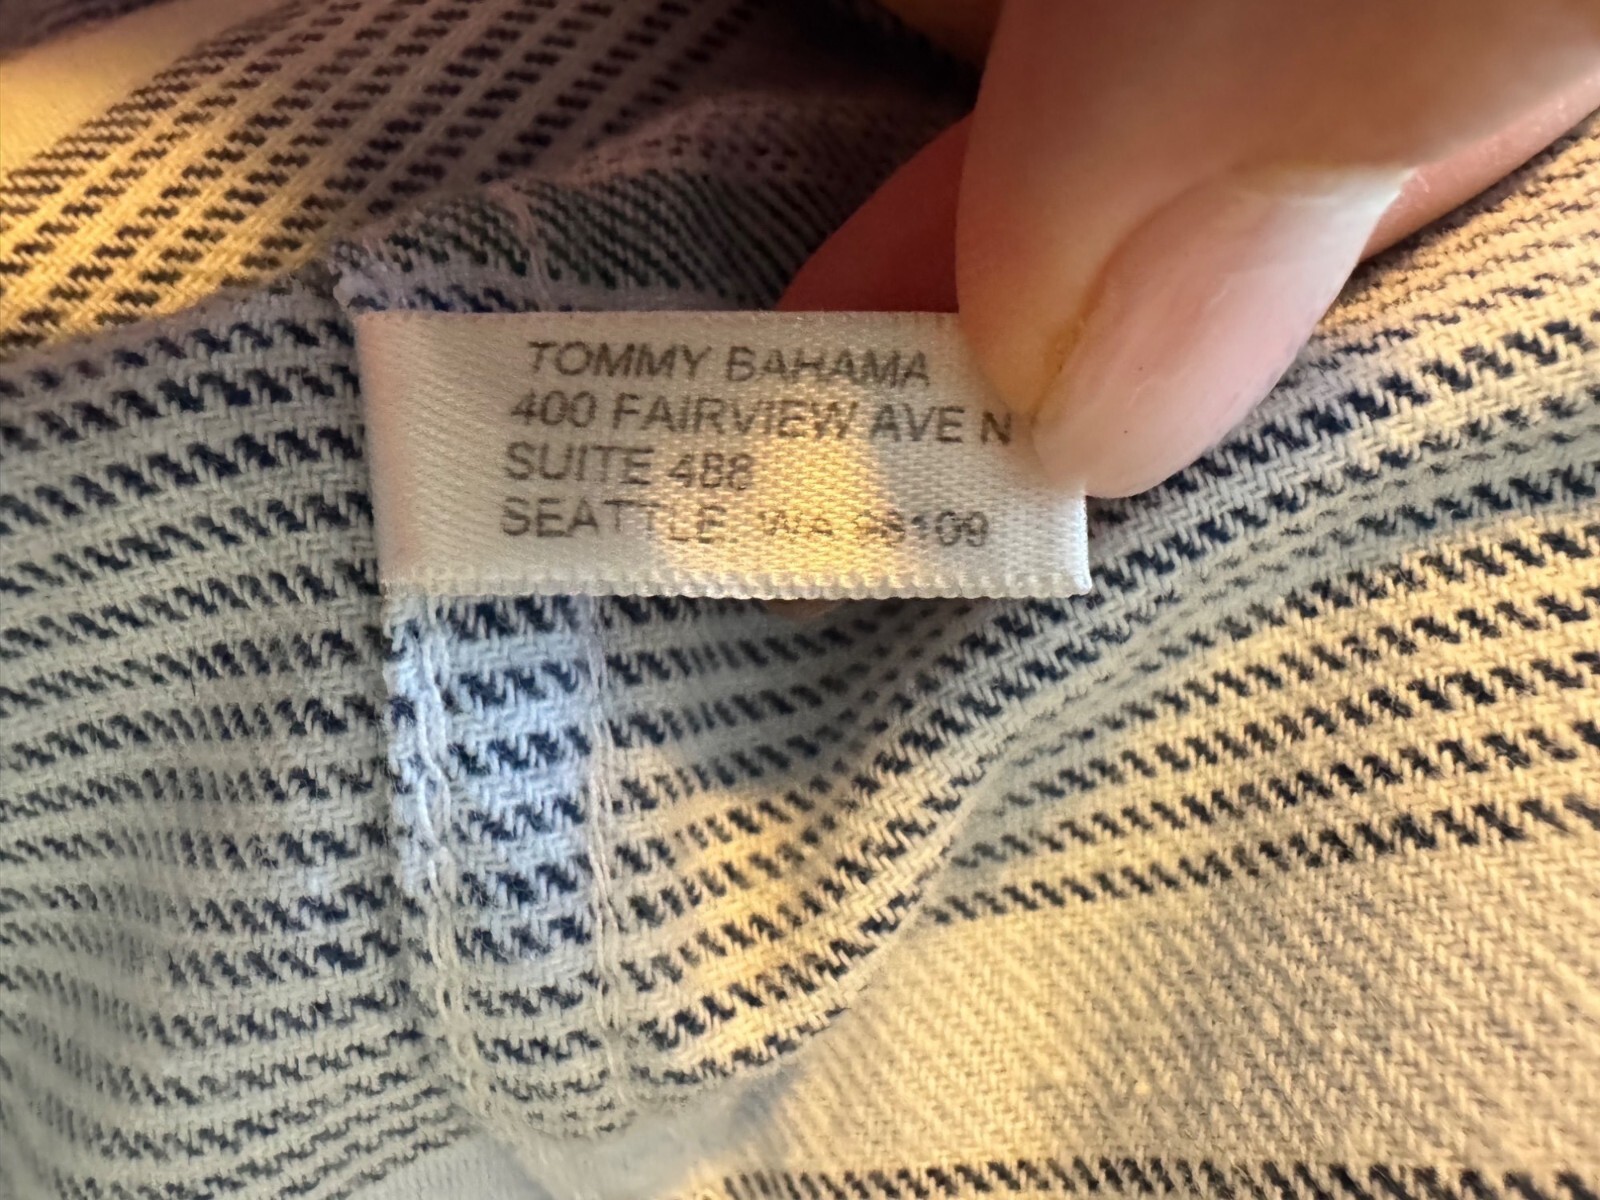 TOMMY BAHAMA
400 FAIRVIEW AVE N
SUITE 488
SEATTLE, WA 98109